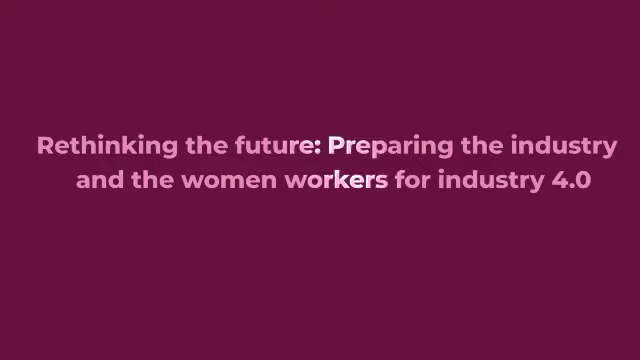 Rethinking the future: Preparing the industry
and the women workers for industry 4.0